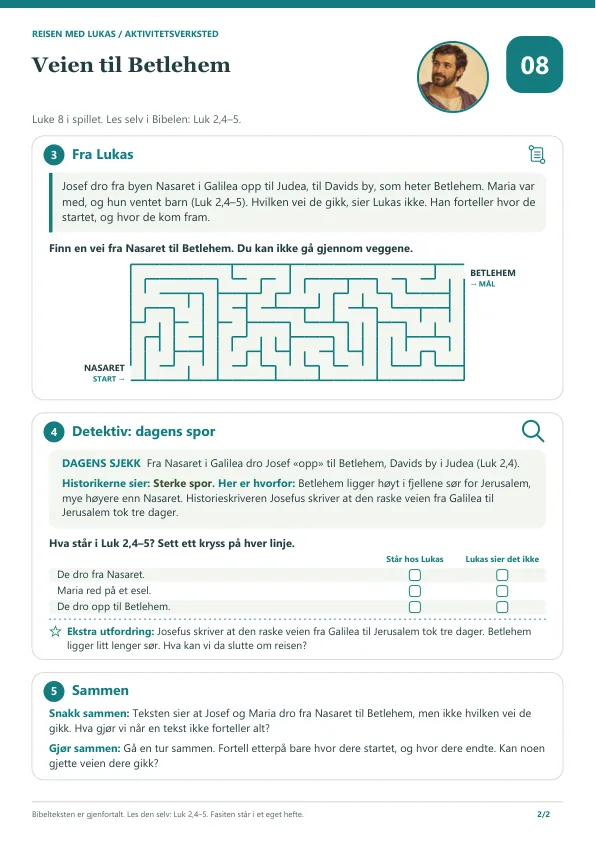 REISEN MED LUKAS / AKTIVITETSVERKSTED
Veien til Betlehem
08
Luke 8 i spillet. Les selv i Bibelen: Luk 2,4–5.
3 Fra Lukas
Josef dro fra byen Nasaret i Galilea opp til Judea, til Davids by, som heter Betlehem. Maria var
med, og hun ventet barn (Luk 2,4–5). Hvilken vei de gikk, sier Lukas ikke. Han forteller hvor de
startet, og hvor de kom fram.
Finn en vei fra Nasaret til Betlehem. Du kan ikke gå gjennom veggene.
BETLEHEM
→ MÅL
NASARET
START →
4 Detektiv: dagens spor
DAGENS SJEKK Fra Nasaret i Galilea dro Josef «opp» til Betlehem, Davids by i Judea (Luk 2,4).
Historikerne sier: Sterke spor. Her er hvorfor: Betlehem ligger høyt i fjellene sør for Jerusalem,
mye høyere enn Nasaret. Historieskriveren Josefus skriver at den raske veien fra Galilea til
Jerusalem tok tre dager.
Hva står i Luk 2,4–5? Sett ett kryss på hver linje.
Står hos Lukas Lukas sier det ikke
De dro fra Nasaret.
Maria red på et esel.
De dro opp til Betlehem.
Ekstra utfordring: Josefus skriver at den raske veien fra Galilea til Jerusalem tok tre dager. Betlehem
ligger litt lenger sør. Hva kan vi da slutte om reisen?
5 Sammen
Snakk sammen: Teksten sier at Josef og Maria dro fra Nasaret til Betlehem, men ikke hvilken vei de
gikk. Hva gjør vi når en tekst ikke forteller alt?
Gjør sammen: Gå en tur sammen. Fortell etterpå bare hvor dere startet, og hvor dere endte. Kan noen
gjette veien dere gikk?
Bibelteksten er gjenfortalt. Les den selv: Luk 2,4–5. Fasiten står i et eget hefte.
2/2